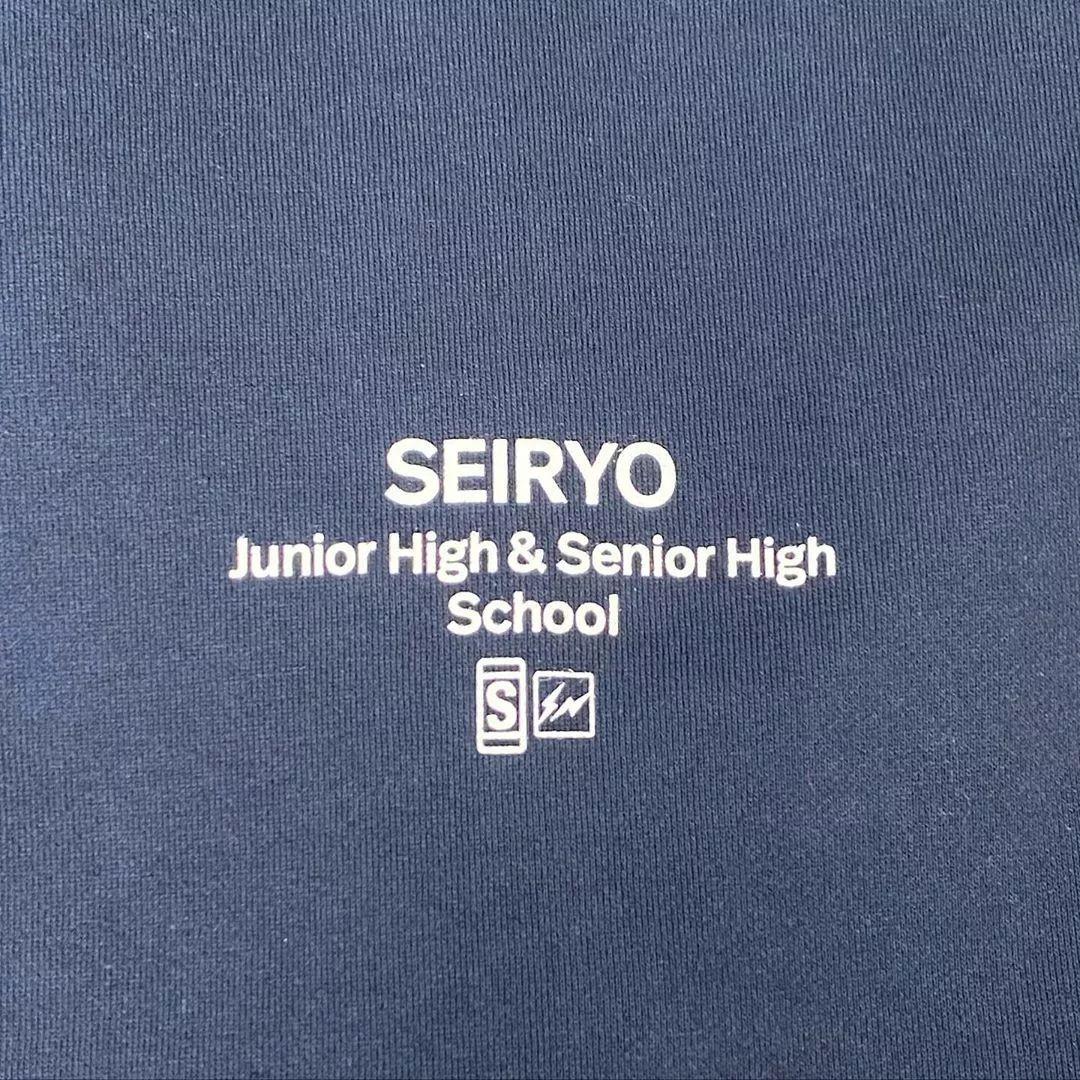 SEIRYO
Junior High & Senior High
School
S